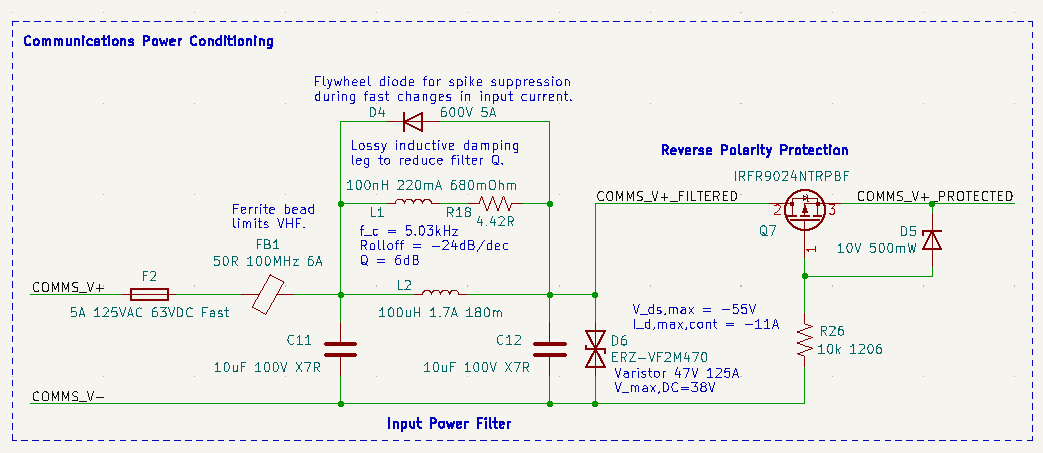 Communications Power Conditioning
Flywheel diode for spike suppression
during fast changes in input current.
D4
600V 5A
Lossy inductive damping
leg to reduce filter Q.
Reverse Polarity Protection
IRFR9024NTRPBF
100nH 220mA 680mOhm
COMMS_V+_FILTERED
COMMS_V+_PROTECTED
L1
R18
4.42R
2
3
Q7
1
D5
10V 500mW
Ferrite bead
limits VHF.
f_c = 5.03kHz
Rolloff = -24dB/dec
Q = 6dB
FB1
50R 100MHz 6A
COMMS_V+
F2
5A 125VAC 63VDC Fast
L2
100uH 1.7A 180m
V_ds,max = -55V
I_d,max,cont = -11A
C11
10uF 100V X7R
C12
10uF 100V X7R
D6
ERZ-VF2M470
Varistor 47V 125A
V_max,DC=38V
R26
10k 1206
COMMS_V-
Input Power Filter